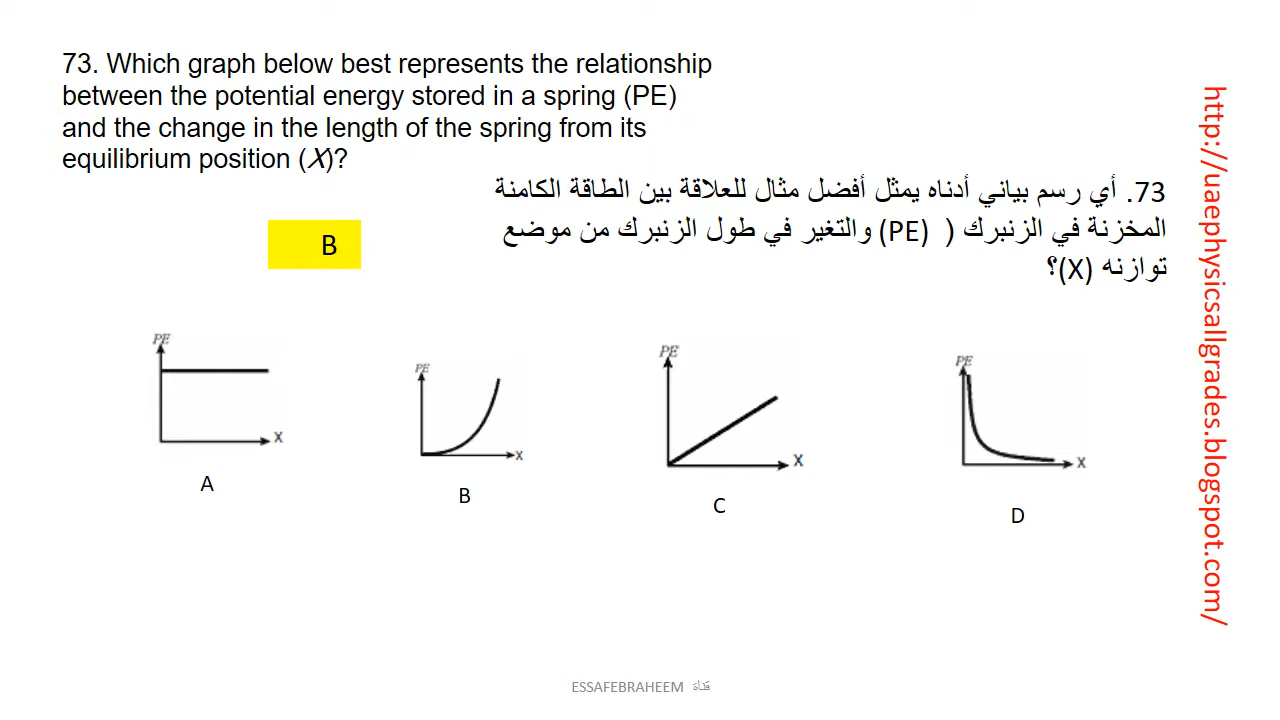 73. Which graph below best represents the relationship
between the potential energy stored in a spring (PE)
and the change in the length of the spring from its
equilibrium position (X)?
73. أي رسم بياني أدناه يمثل أفضل مثال للعلاقة بين الطاقة الكامنة
المخزنة في الزنبرك ( (PE) والتغير في طول الزنبرك من موضع
توازنه (X)؟
B
PE
X
A
PE
X
B
PE
X
C
PE
X
D
http://uaephysicsallgrades.blogspot.com/
ESSAFEBRAHEEM قناة